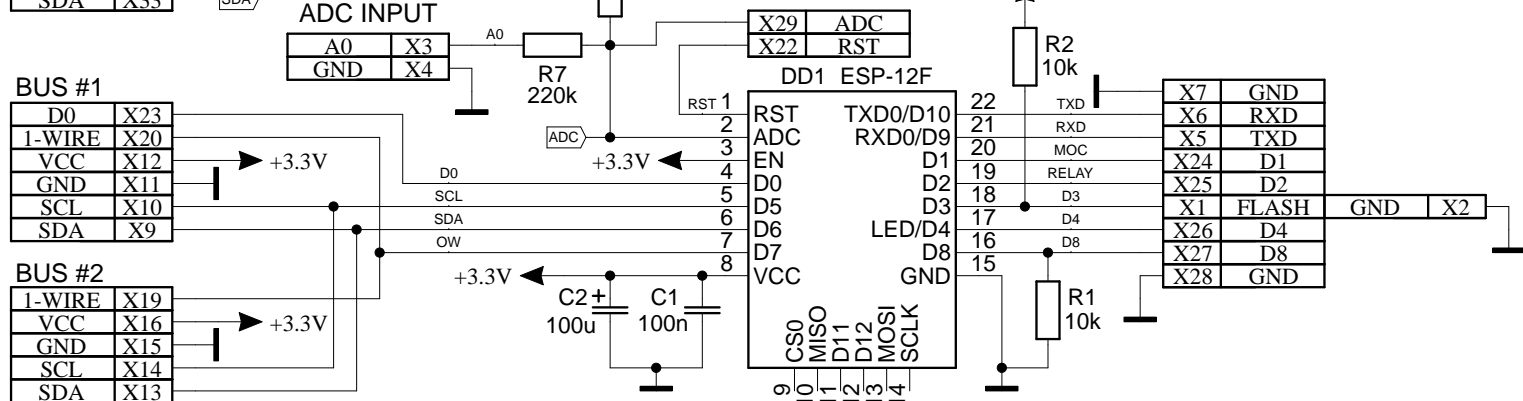 SDA X33
SDA
ADC INPUT
A0 X3
GND X4
A0
R7
220k
X29 ADC
X22 RST
R2
10k
DD1 ESP-12F
BUS #1
D0 X23
1-WIRE X20
VCC X12
GND X11
SCL X10
SDA X9
+3.3V
ADC
+3.3V
RST 1
2
3
4
5
6
7
8
D0
SCL
SDA
OW
RST
ADC
EN
D0
D5
D6
D7
VCC
TXD0/D10
RXD0/D9
D1
D2
D3
LED/D4
D8
GND
22
21
20
19
18
17
16
15
TXD
RXD
MOC
RELAY
D3
D4
D8
X7 GND
X6 RXD
X5 TXD
X24 D1
X25 D2
X1 FLASH GND X2
X26 D4
X27 D8
X28 GND
BUS #2
1-WIRE X19
VCC X16
GND X15
SCL X14
SDA X13
+3.3V
+3.3V
C2 +
100u
C1
100n
R1
10k
CS0
MISO
D11
D12
MOSI
SCLK
9